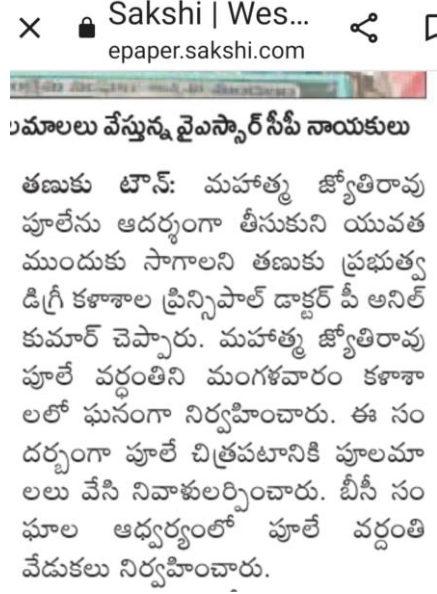 Sakshi | Wes...
epaper.sakshi.com
లమాలలు వేస్తున్న వైఎస్సార్ సీపీ నాయకులు
తణుకు టౌన్: మహాత్మ జ్యోతిరావు
పూలేను ఆదర్శంగా తీసుకుని యువత
ముందుకు సాగాలని తణుకు ప్రభుత్వ
డిగ్రీ కళాశాల ప్రిన్సిపాల్ డాక్టర్ పీ అనిల్
కుమార్ చెప్పారు. మహాత్మ జ్యోతిరావు
పూలే వర్ధంతిని మంగళవారం కళాశా
లలో ఘనంగా నిర్వహించారు. ఈ సం
దర్భంగా పూలే చిత్రపటానికి పూలమా
లలు వేసి నివాళులర్పించారు. బీసీ సం
ఘాల ఆధ్వర్యంలో పూలే వర్దంతి
వేడుకలు నిర్వహించారు.